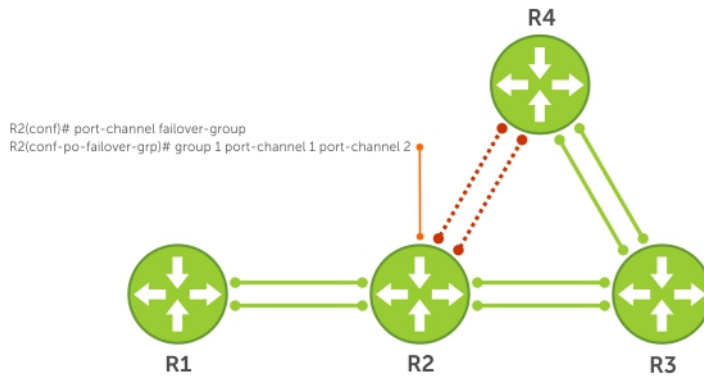 R4
R2(conf)# port-channel failover-group
R2(conf-po-failover-grp)# group 1 port-channel 1 port-channel 2
R1
R2
R3